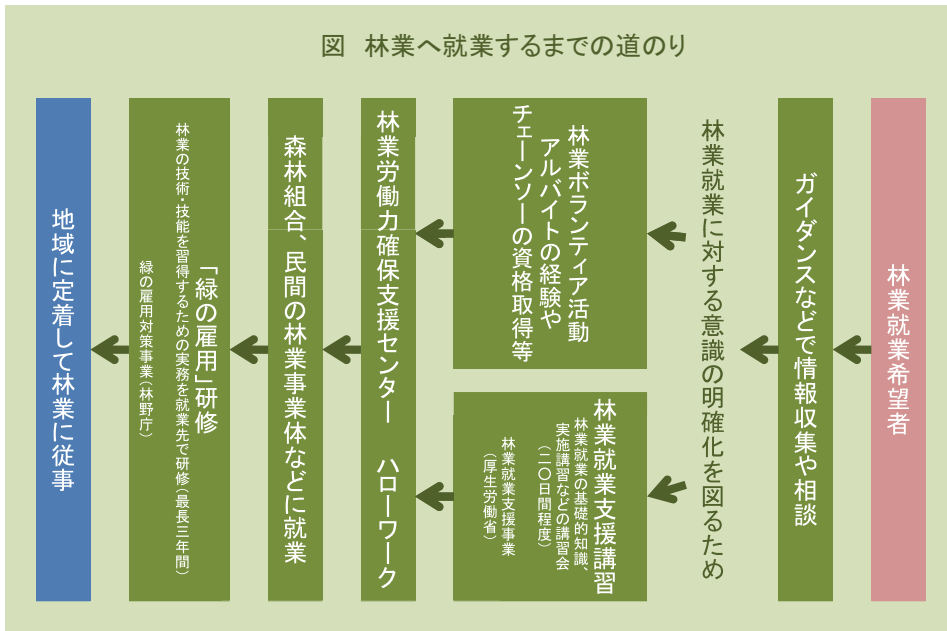 図　林業へ就業するまでの道のり
林業就業希望者
ガイダンスなどで情報収集や相談
林業就業に対する意識の明確化を図るため
林業ボランティア活動
アルバイトの経験や
チェーンソーの資格取得等
林業就業支援講習
林業就業の基礎的知識、
実施講習などの講習会
（二〇日間程度）
林業就業支援事業
（厚生労働省）
林業労働力確保支援センター　ハローワーク
森林組合、民間の林業事業体などに就業
「緑の雇用」研修
林業の技術・技能を習得するための実務を就業先で研修（最長三年間）
緑の雇用対策事業（林野庁）
地域に定着して林業に従事